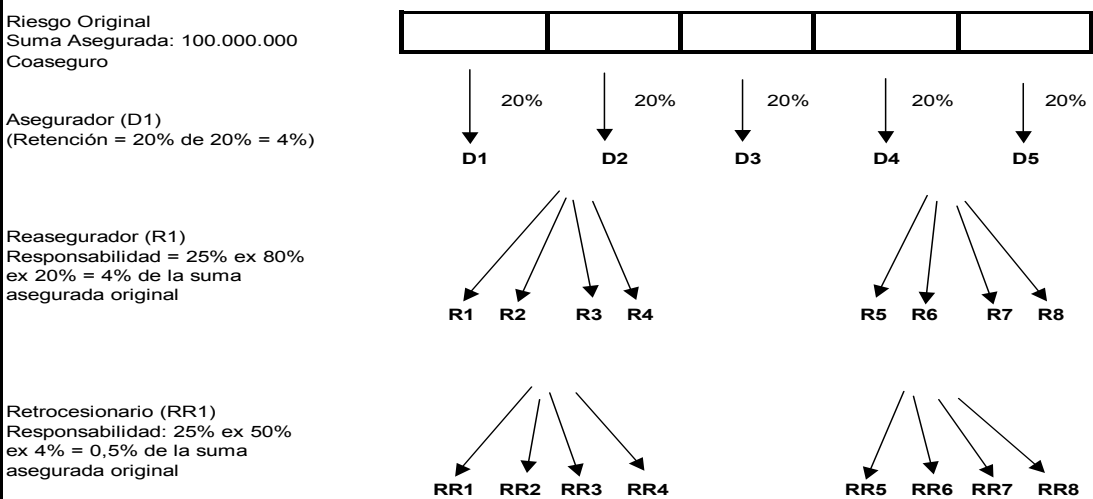 Riesgo Original
Suma Asegurada: 100.000.000
Coaseguro
20% 20% 20% 20% 20%
Asegurador (D1)
(Retención = 20% de 20% = 4%)
D1 D2 D3 D4 D5
Reasegurador (R1)
Responsabilidad = 25% ex 80%
ex 20% = 4% de la suma
asegurada original
R1 R2 R3 R4 R5 R6 R7 R8
Retrocesionario (RR1)
Responsabilidad: 25% ex 50%
ex 4% = 0,5% de la suma
asegurada original
RR1 RR2 RR3 RR4 RR5 RR6 RR7 RR8